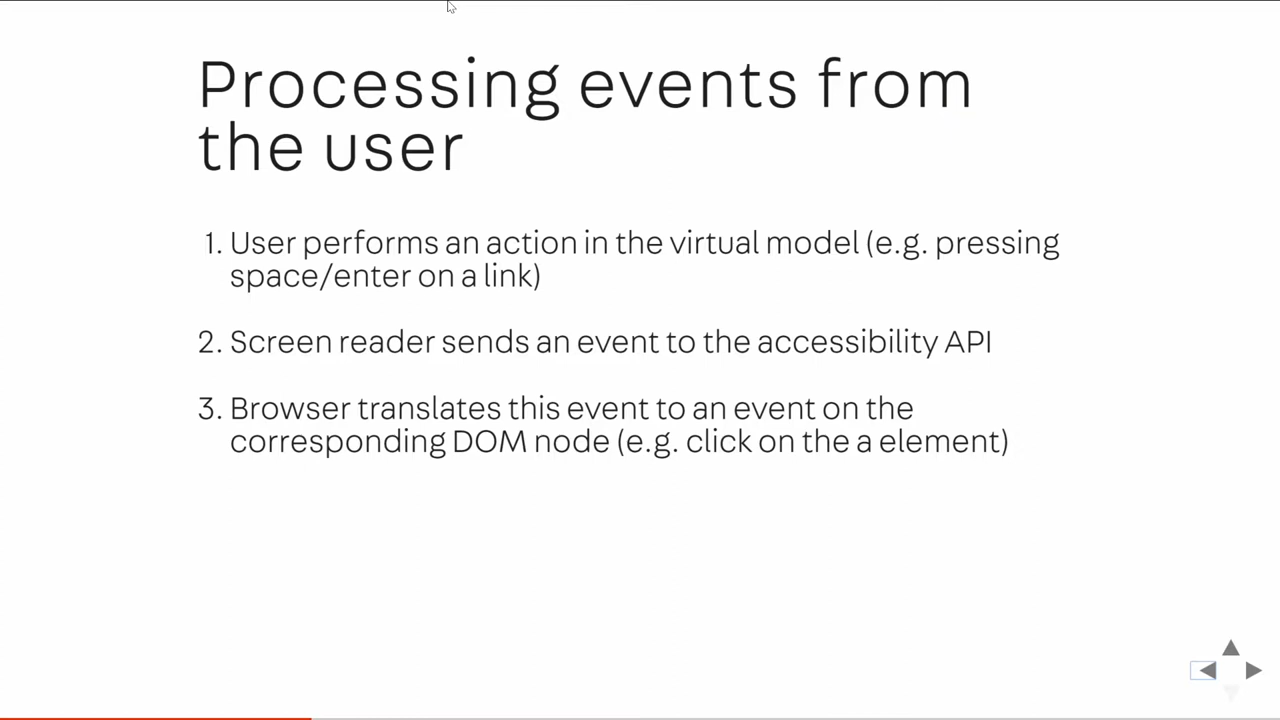 Processing events from
the user
1. User performs an action in the virtual model (e.g. pressing
space/enter on a link)
2. Screen reader sends an event to the accessibility API
3. Browser translates this event to an event on the
corresponding DOM node (e.g. click on the a element)